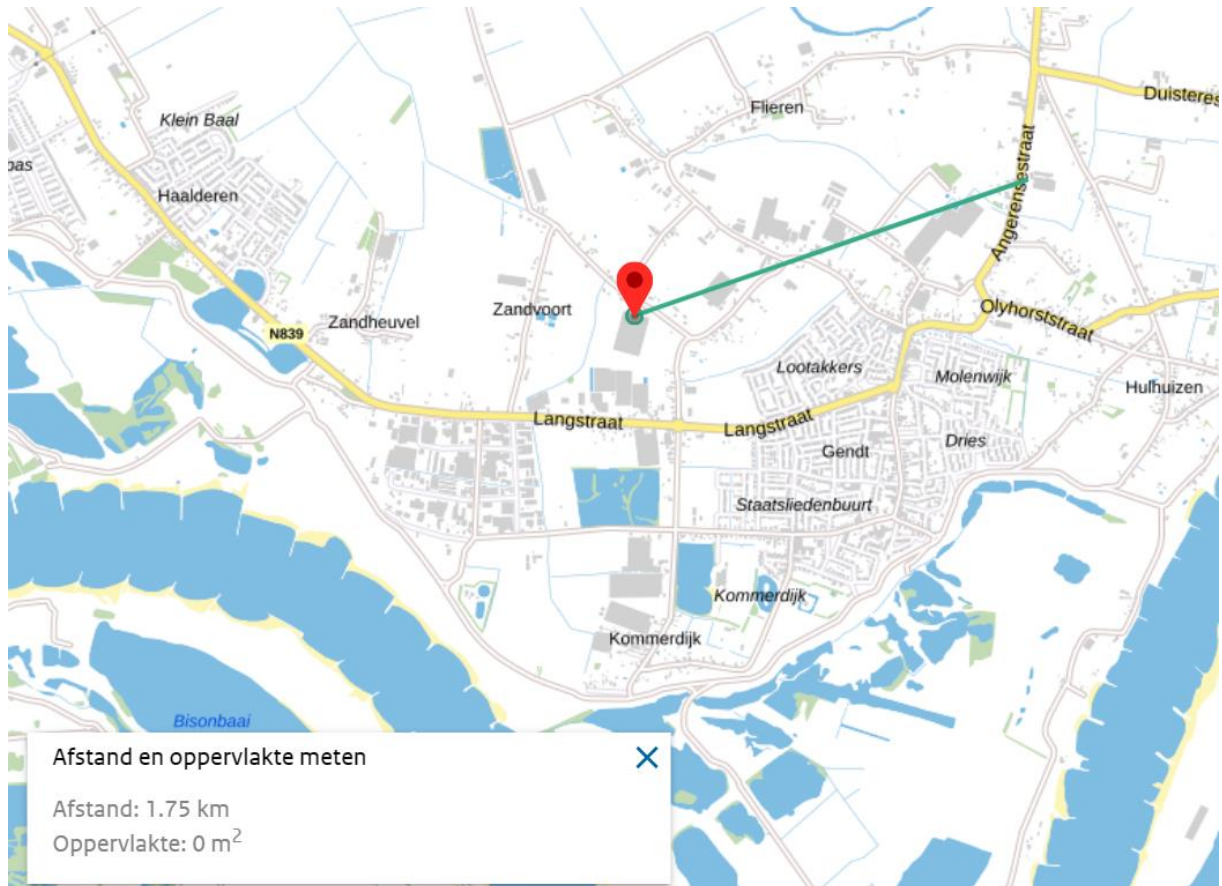 Duisteres
Flieren
Klein Baal
pas
Haalderen
Angerensestraat
Zandvoort
Zandheuvel
N839
Olyhorststraat
Lootakkers
Molenwijk
Hulhuizen
Langstraat
Langstraat
Gendt
Dries
Staatsliedenbuurt
Kommerdijk
Kommerdijk
Bisonbaai
Afstand en oppervlakte meten
Afstand: 1.75 km
Oppervlakte: 0 m²